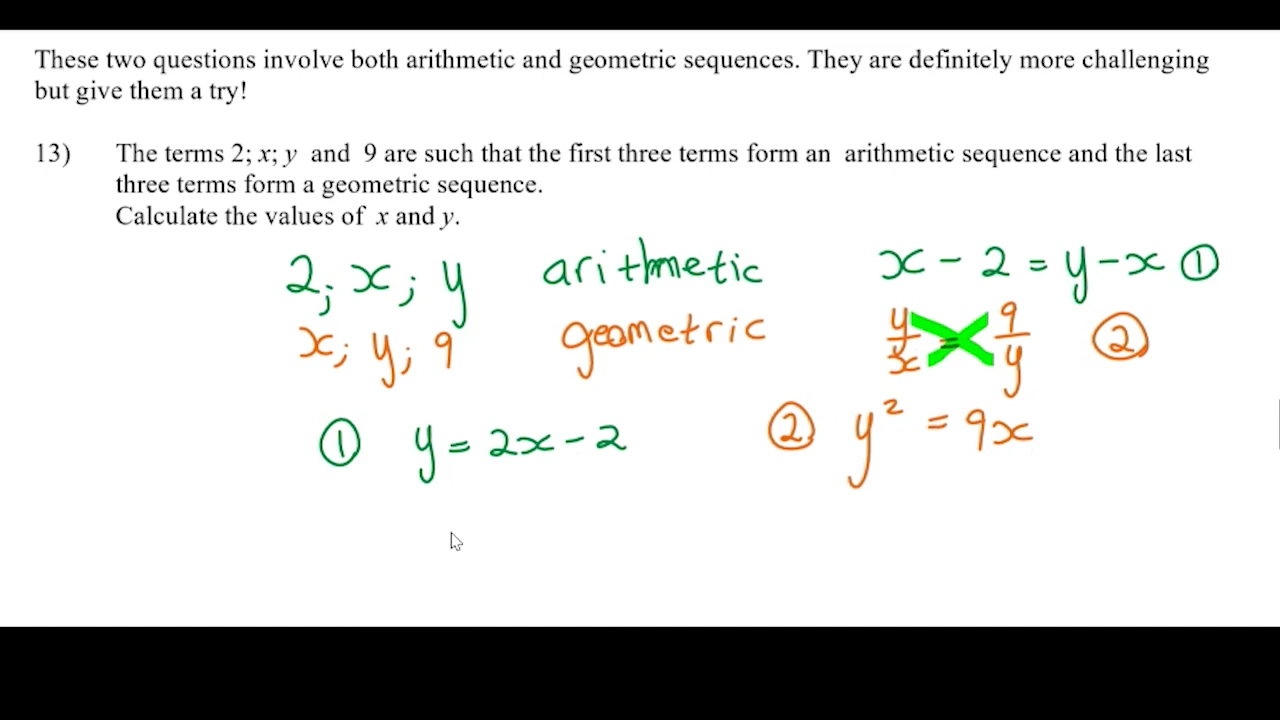 These two questions involve both arithmetic and geometric sequences. They are definitely more challenging
but give them a try!
13) The terms 2; x; y and 9 are such that the first three terms form an arithmetic sequence and the last
three terms form a geometric sequence.
Calculate the values of x and y.
2; x; y arithmetic x - 2 = y - x ①
x; y; 9 geometric y/x = 9/y ②
① y = 2x - 2 ② y² = 9x